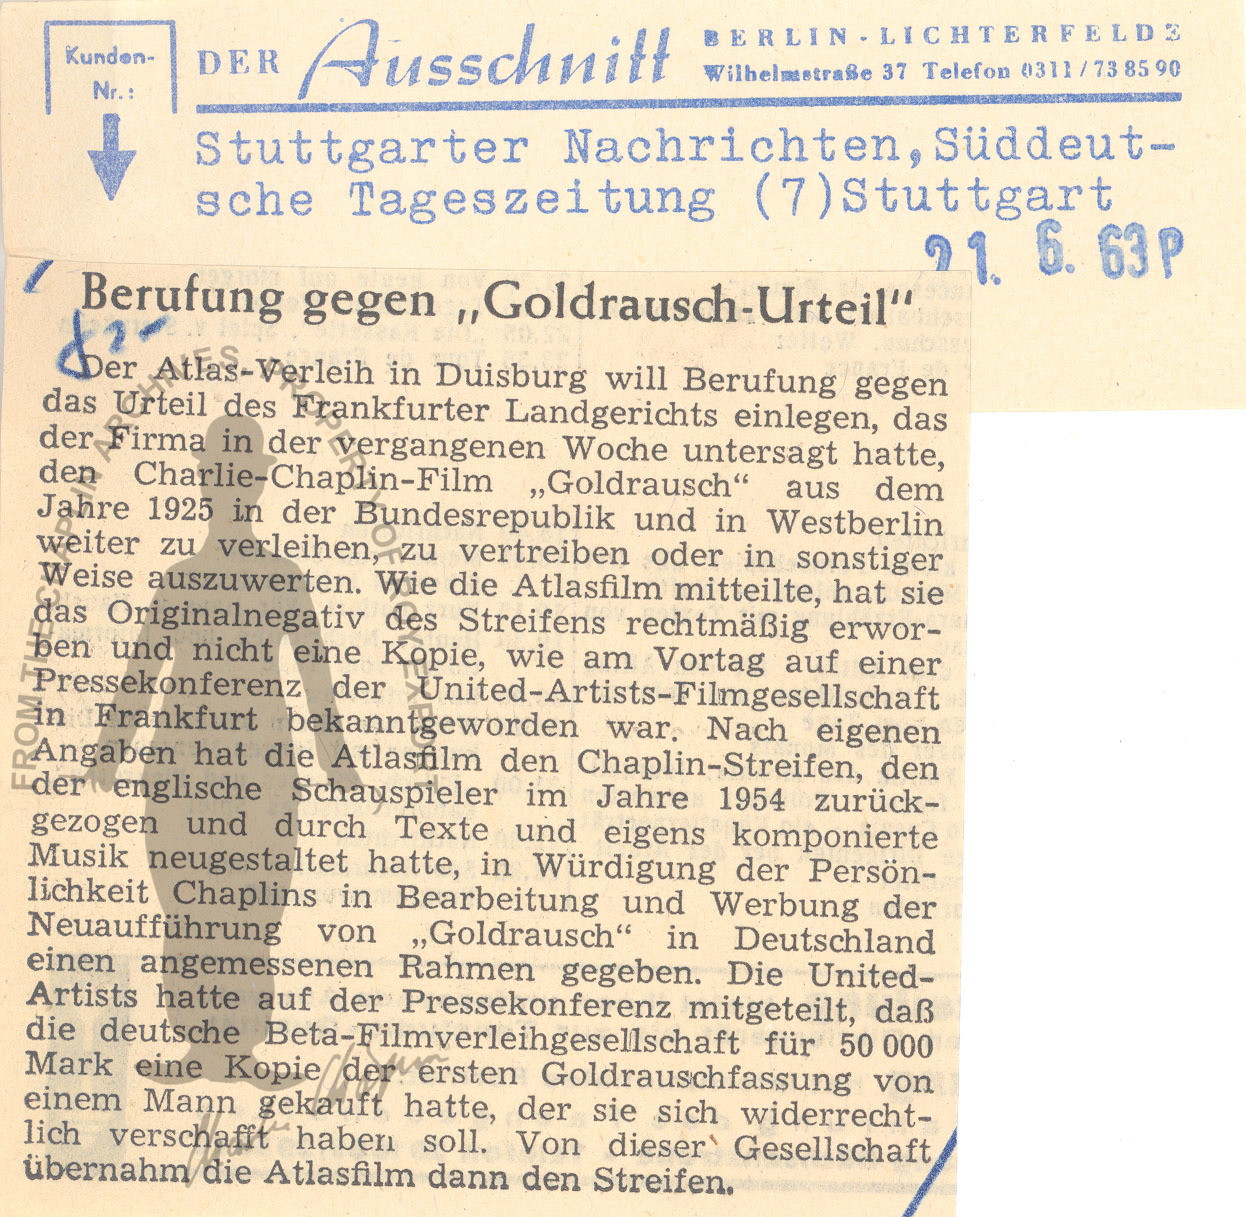 Kunden-
Nr.:
DER Ausschnitt
BERLIN-LICHTERFELDE
Wilhelmstraße 37 Telefon 0311/73 85 90
Stuttgarter Nachrichten, Süddeut-
sche Tageszeitung (7) Stuttgart
21. 6. 63 P
Berufung gegen „Goldrausch-Urteil"
Der Atlas-Verleih in Duisburg will Berufung gegen
das Urteil des Frankfurter Landgerichts einlegen, das
der Firma in der vergangenen Woche untersagt hatte,
den Charlie-Chaplin-Film „Goldrausch“ aus dem
Jahre 1925 in der Bundesrepublik und in Westberlin
weiter zu verleihen, zu vertreiben oder in sonstiger
Weise auszuwerten. Wie die Atlasfilm mitteilte, hat sie
das Originalnegativ des Streifens rechtmäßig erwor-
ben und nicht eine Kopie, wie am Vortag auf einer
Pressekonferenz der United-Artists-Filmgesellschaft
in Frankfurt bekanntgeworden war. Nach eigenen
Angaben hat die Atlasfilm den Chaplin-Streifen, den
der englische Schauspieler im Jahre 1954 zurück-
gezogen und durch Texte und eigens komponierte
Musik neugestaltet hatte, in Würdigung der Persön-
lichkeit Chaplins in Bearbeitung und Werbung der
Neuaufführung von „Goldrausch“ in Deutschland
einen angemessenen Rahmen gegeben. Die United-
Artists hatte auf der Pressekonferenz mitgeteilt, daß
die deutsche Beta-Filmverleihgesellschaft für 50 000
Mark eine Kopie der ersten Goldrauschfassung von
einem Mann gekauft hatte, der sie sich widerrecht-
lich verschafft haben soll. Von dieser Gesellschaft
übernahm die Atlasfilm dann den Streifen.
FROM THE CHAPLIN ARCHIVES PROPERTY OF ROY EXPORT